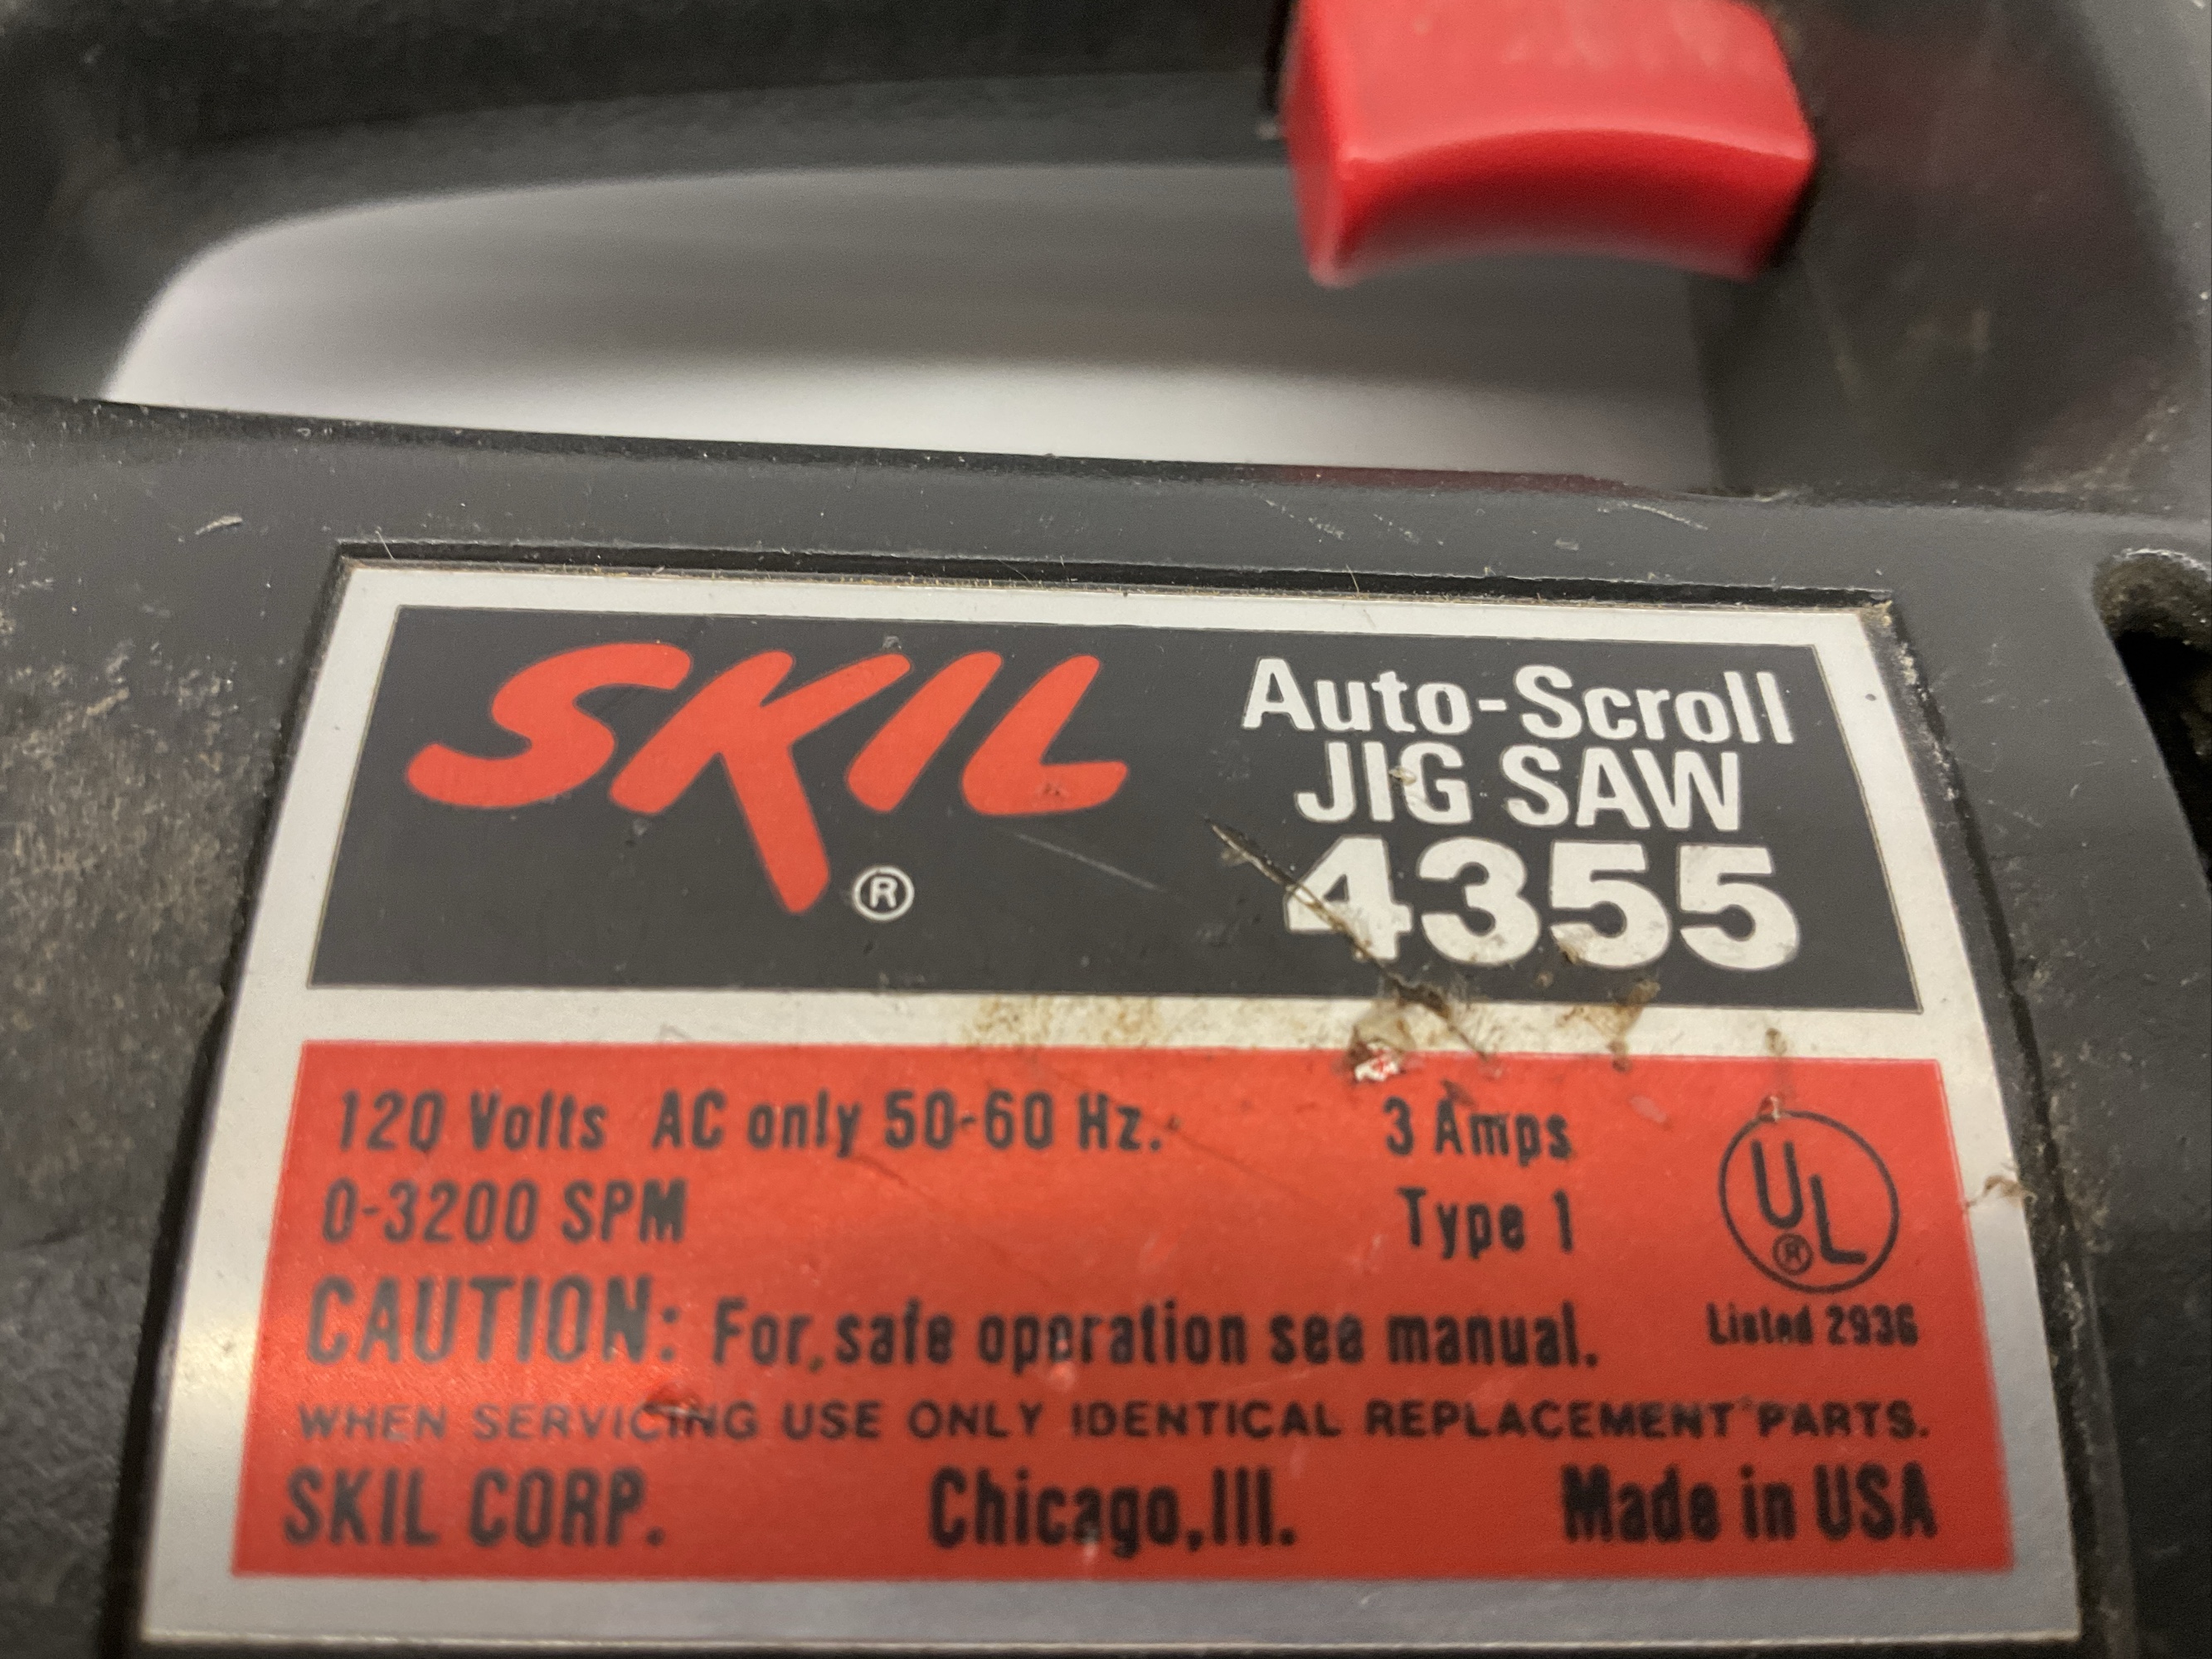 SKIL ®
Auto-Scroll
JIG SAW
4355
120 Volts AC only 50-60 Hz. 3 Amps
0-3200 SPM Type 1
UL ®
Listed 2936
CAUTION: For safe operation see manual.
WHEN SERVICING USE ONLY IDENTICAL REPLACEMENT PARTS.
SKIL CORP. Chicago, Ill. Made in USA